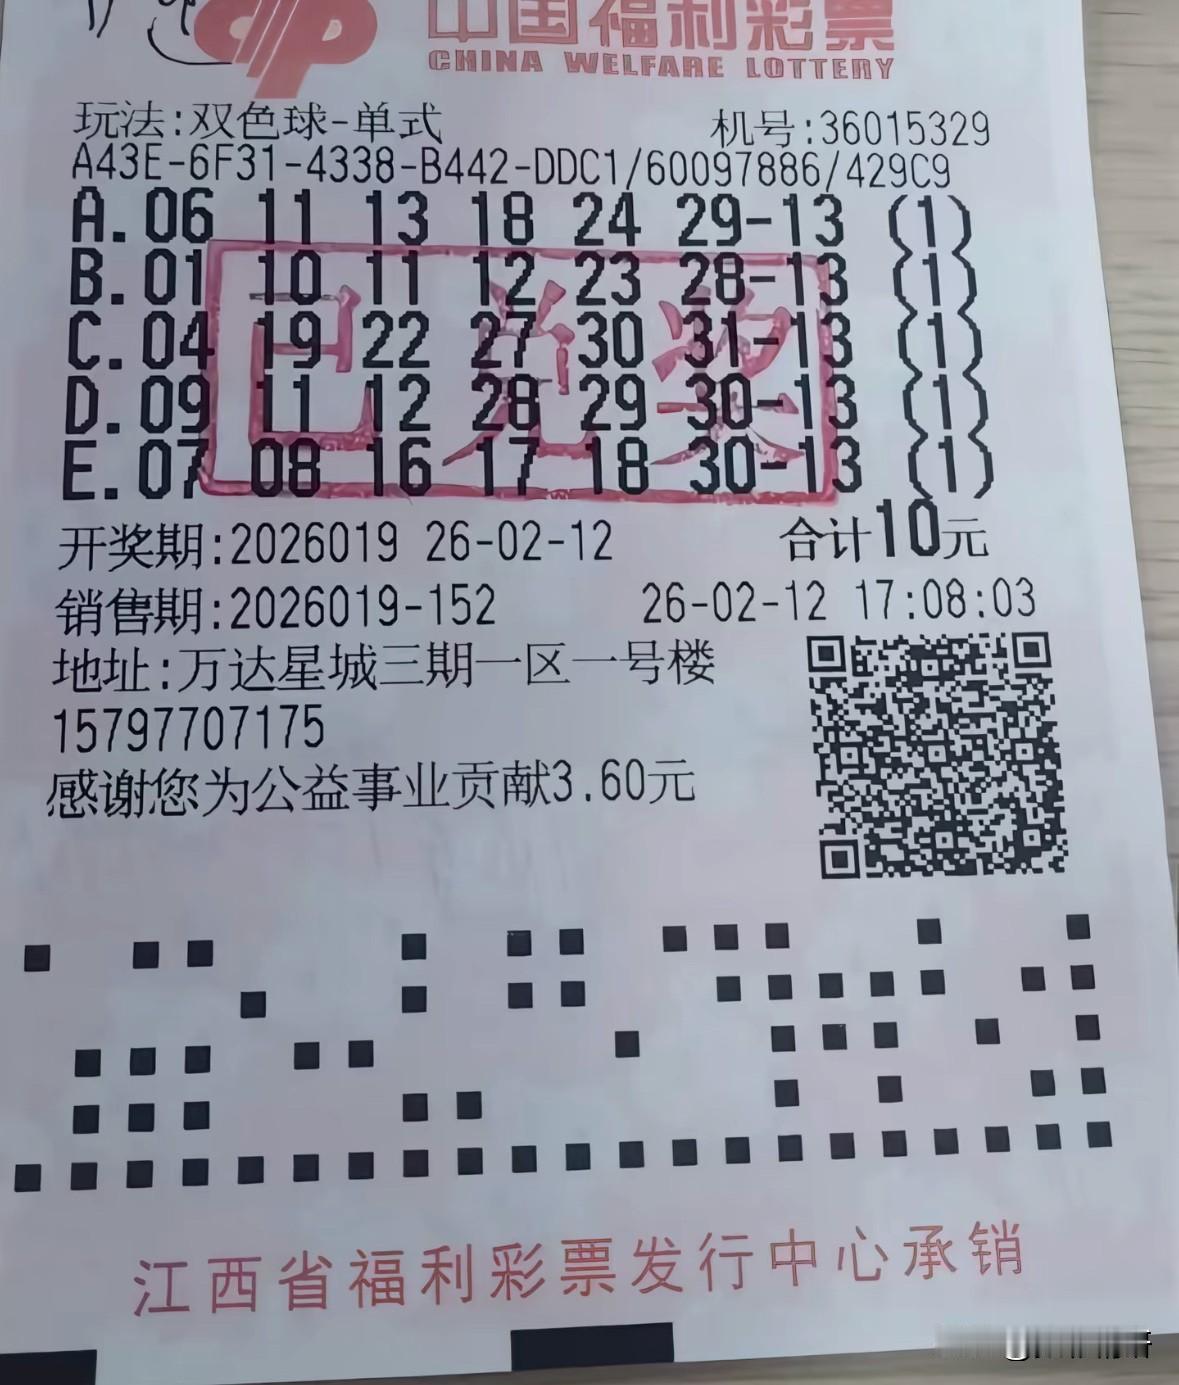 中国福利彩票
CHINA WELFARE LOTTERY
玩法:双色球-单式 机号:36015329
A43E-6F31-4338-B442-DDC1/60097886/429C9
A.06 11 13 18 24 29-13 (1)
B.01 10 11 12 23 28-13 (1)
C.04 19 22 27 30 31-13 (1)
D.09 11 12 28 29 30-13 (1)
E.07 08 16 17 18 30-13 (1)
已兑奖
开奖期:2026019 26-02-12 合计10元
销售期:2026019-152 26-02-12 17:08:03
地址:万达星城三期一区一号楼
15797707175
感谢您为公益事业贡献3.60元
江西省福利彩票发行中心承销